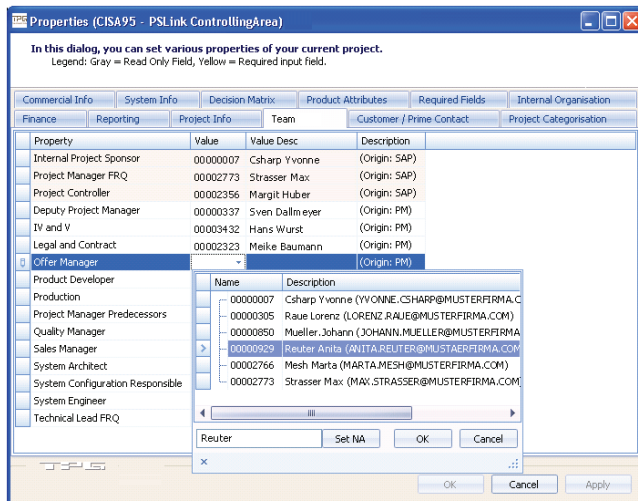 TPG Properties (CISA95 - PSLink ControllingArea)
In this dialog, you can set various properties of your current project.
Legend: Gray = Read Only Field, Yellow = Required input field.
Commercial Info System Info Decision Matrix Product Attributes Required Fields Internal Organisation
Finance Reporting Project Info Team Customer / Prime Contact Project Categorisation
Property Value Value Desc Description
Internal Project Sponsor 00000007 Csharp Yvonne (Origin: SAP)
Project Manager FRQ 00002773 Strasser Max (Origin: SAP)
Project Controller 00002356 Margit Huber (Origin: SAP)
Deputy Project Manager 00000337 Sven Dallmeyer (Origin: PM)
IV and V 00003432 Hans Wurst (Origin: PM)
Legal and Contract 00002323 Meike Baumann (Origin: PM)
Offer Manager (Origin: PM)
Product Developer
Production
Project Manager Predecessors
Quality Manager
Sales Manager
System Architect
System Configuration Responsible
System Engineer
Technical Lead FRQ
Name Description
00000007 Csharp Yvonne (YVONNE.CSHARP@MUSTERFIRMA.C
00000305 Raue Lorenz (LORENZ.RAUE@MUSTERFIRMA.COM)
00000850 Mueller.Johann (JOHANN.MUELLER@MUSTERFIRMA
00000929 Reuter Anita (ANITA.REUTER@MUSTAERFIRMA.COM
00002766 Mesh Marta (MARTA.MESH@MUSTERFIRMA.COM)
00002773 Strasser Max (MAX.STRASSER@MUSTERFIRMA.COM)
Reuter Set NA OK Cancel
TPG
OK Cancel Apply